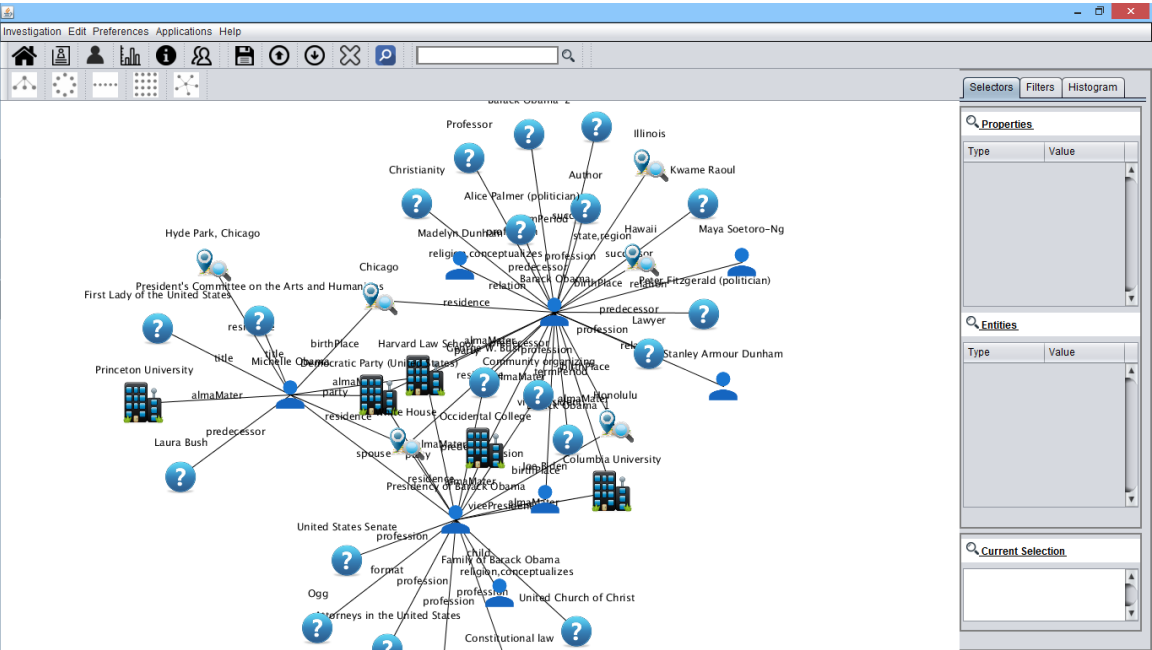 Investigation Edit Preferences Applications Help
Selectors Filters Histogram
Properties
Type Value
Entities
Type Value
Current Selection
Professor
Illinois
Christianity
Author
Kwame Raoul
Alice Palmer (politician)
Madelyn Dunham
Hawaii
Maya Soetoro-Ng
state,region
Hyde Park, Chicago
religion,conceptualizes
profession
successor
Chicago
predecessor
Barack Obama
birthPlace
relation
Peter Fitzgerald (politician)
relation
President's Committee on the Arts and Humanities
First Lady of the United States
residence
predecessor
Lawyer
profession
birthPlace
Harvard Law School
title
title
Michelle Obama
Democratic Party (United States)
Stanley Armour Dunham
Princeton University
Community organizing
birthPlace
termPeriod
almaMater
party
Honolulu
residence
White House
Occidental College
Laura Bush
predecessor
spouse
party
Columbia University
Joe Biden
birthPlace
residence
almaMater
Presidency of Barack Obama
vicePresident
almaMater
United States Senate
profession
child
Family of Barack Obama
format
religion,conceptualizes
profession
Ogg
profession
profession
United Church of Christ
Attorneys in the United States
Constitutional law